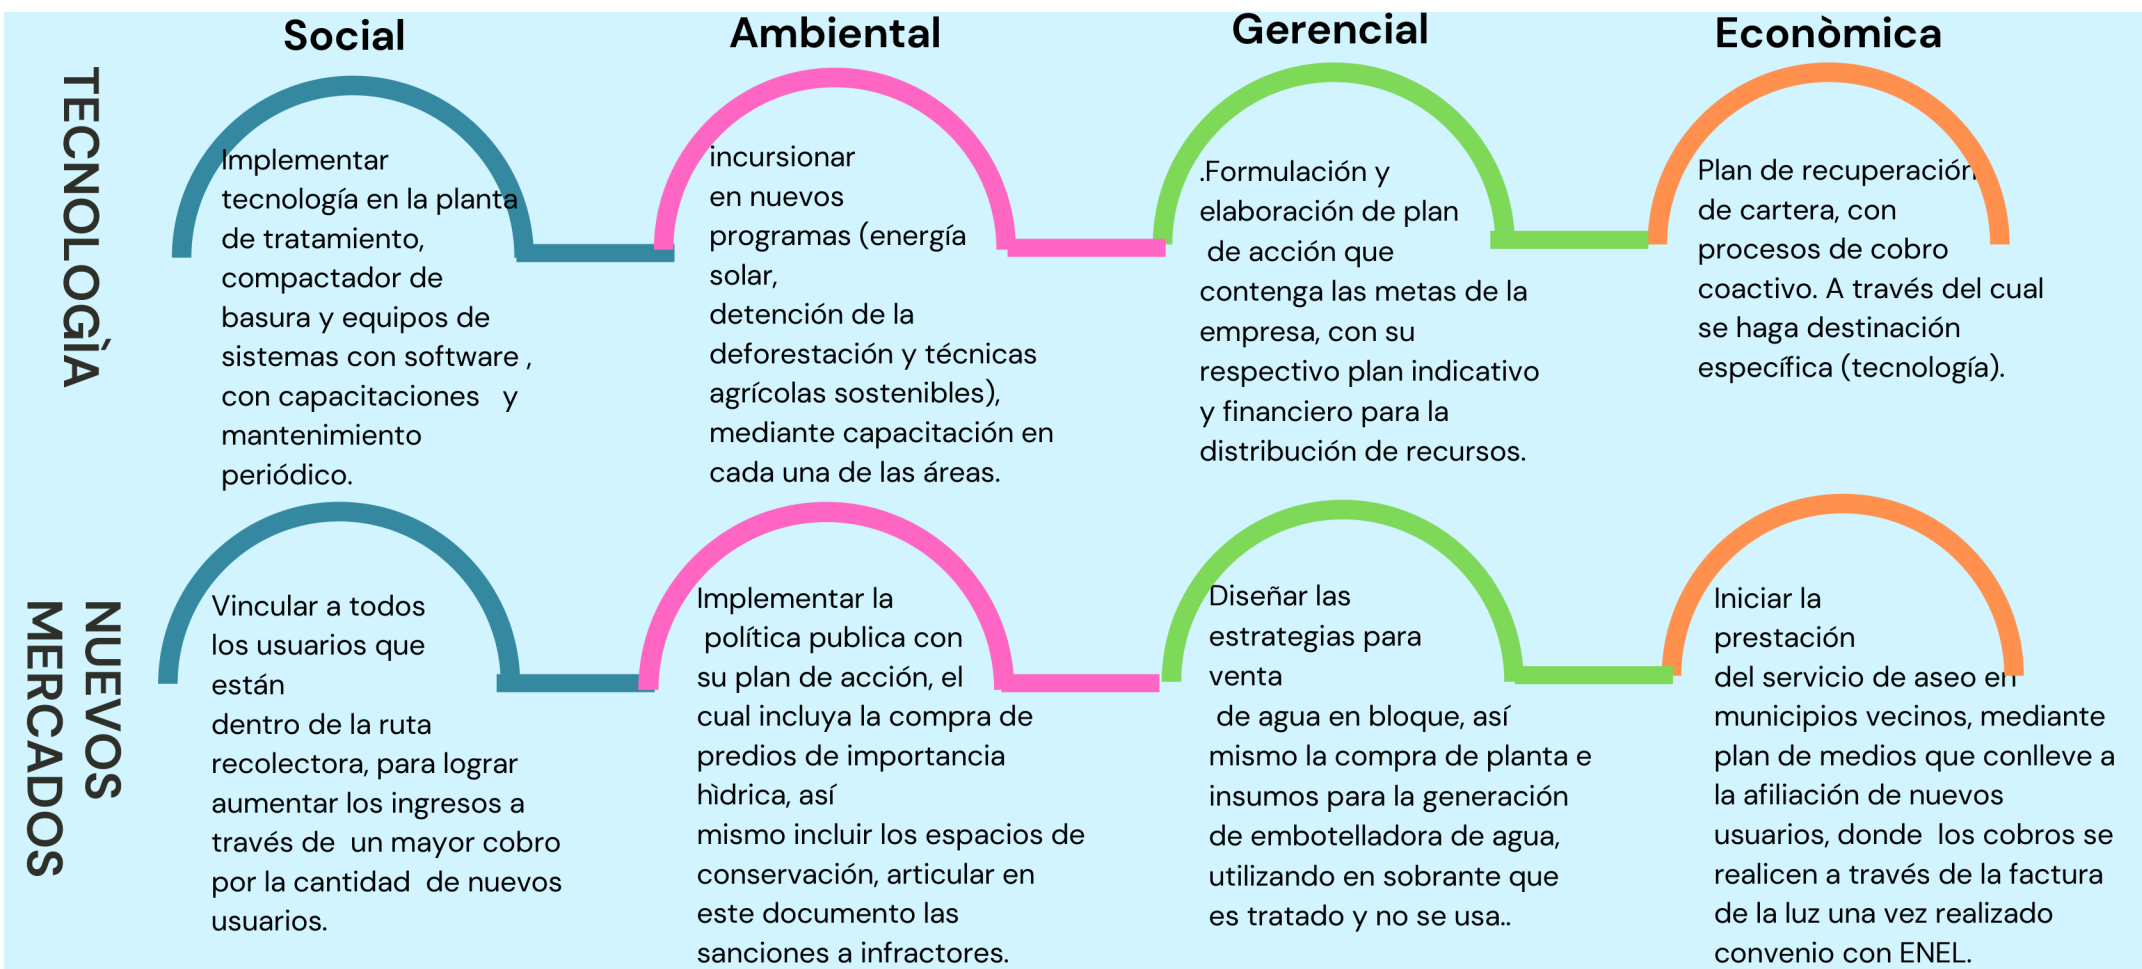 Social
Ambiental
Gerencial
Econòmica
TECNOLOGÌA
Implementar
tecnología en la planta
de tratamiento,
compactador de
basura y equipos de
sistemas con software ,
con capacitaciones y
mantenimiento
periódico.
incursionar
en nuevos
programas (energía
solar,
detención de la
deforestación y técnicas
agrícolas sostenibles),
mediante capacitación en
cada una de las áreas.
.Formulación y
elaboración de plan
de acción que
contenga las metas de la
empresa, con su
respectivo plan indicativo
y financiero para la
distribución de recursos.
Plan de recuperación
de cartera, con
procesos de cobro
coactivo. A través del cual
se haga destinación
específica (tecnología).
NUEVOS
MERCADOS
Vincular a todos
los usuarios que
están
dentro de la ruta
recolectora, para lograr
aumentar los ingresos a
través de un mayor cobro
por la cantidad de nuevos
usuarios.
Implementar la
política publica con
su plan de acción, el
cual incluya la compra de
predios de importancia
hìdrica, así
mismo incluir los espacios de
conservación, articular en
este documento las
sanciones a infractores.
Diseñar las
estrategias para
venta
de agua en bloque, así
mismo la compra de planta e
insumos para la generación
de embotelladora de agua,
utilizando en sobrante que
es tratado y no se usa..
Iniciar la
prestación
del servicio de aseo en
municipios vecinos, mediante
plan de medios que conlleve a
la afiliación de nuevos
usuarios, donde los cobros se
realicen a través de la factura
de la luz una vez realizado
convenio con ENEL.